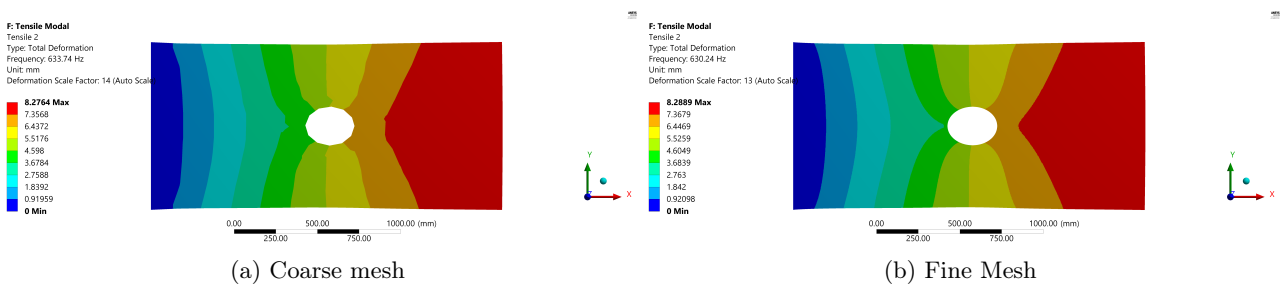 F: Tensile Modal
Tensile 2
Type: Total Deformation
Frequency: 633.74 Hz
Unit: mm
Deformation Scale Factor: 14 (Auto Scale
8.2764 Max
7.3568
6.4372
5.5176
4.598
3.6784
2.7588
1.8392
0.91959
0 Min
0.00 500.00 1000.00 (mm)
250.00 750.00
Y
Z
X
(a) Coarse mesh
F: Tensile Modal
Tensile 2
Type: Total Deformation
Frequency: 630.24 Hz
Unit: mm
Deformation Scale Factor: 13 (Auto Scale
8.2889 Max
7.3679
6.4469
5.5259
4.6049
3.6839
2.763
1.842
0.92098
0 Min
0.00 500.00 1000.00 (mm)
250.00 750.00
Y
Z
X
(b) Fine Mesh